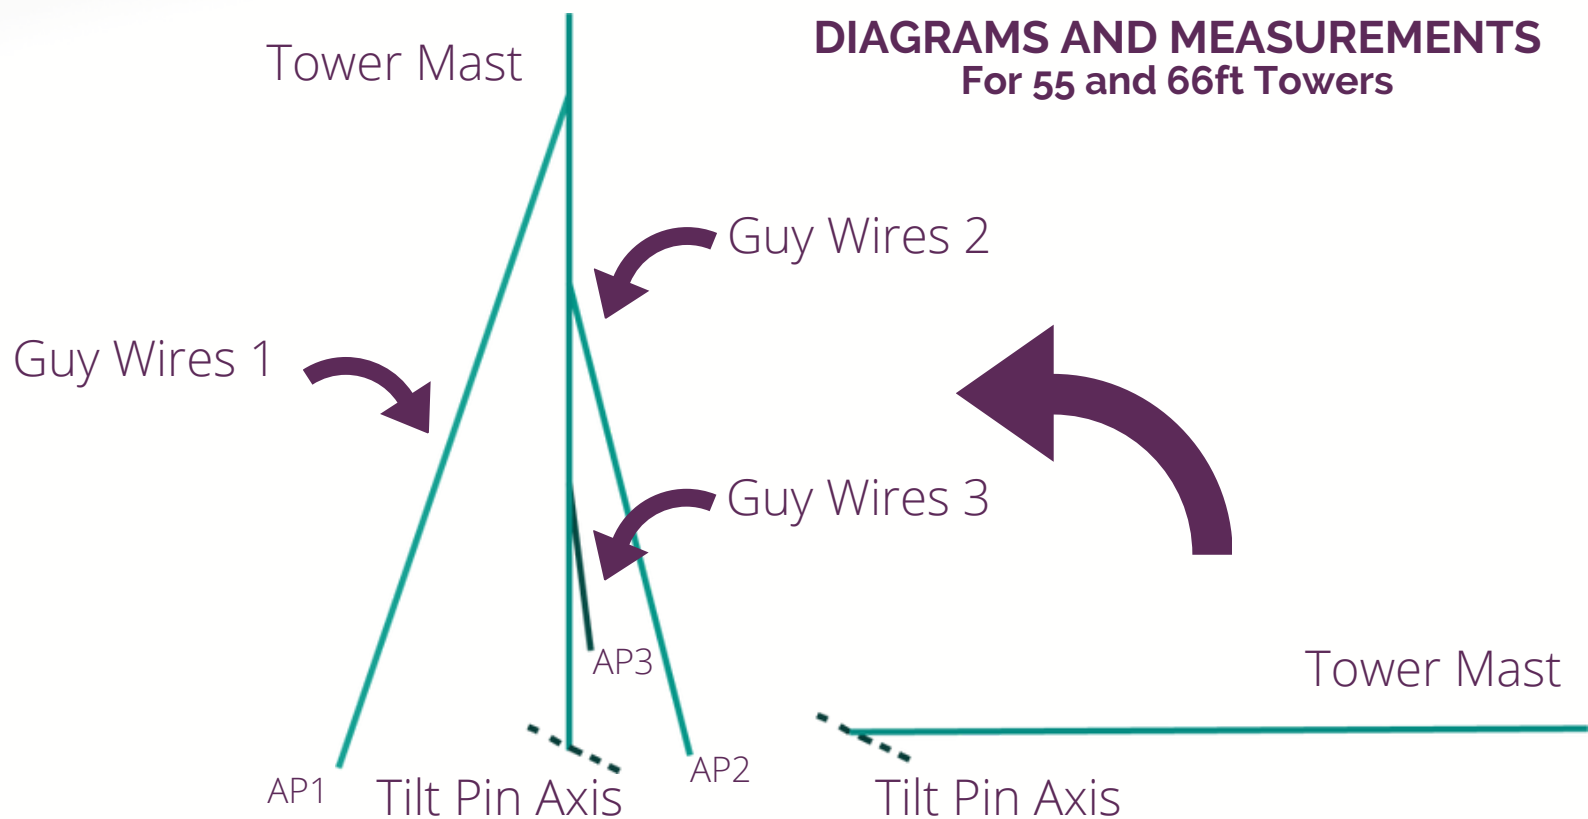 DIAGRAMS AND MEASUREMENTS
For 55 and 66ft Towers
Tower Mast
Guy Wires 2
Guy Wires 1
Guy Wires 3
AP3
Tower Mast
AP2
AP1
Tilt Pin Axis
Tilt Pin Axis